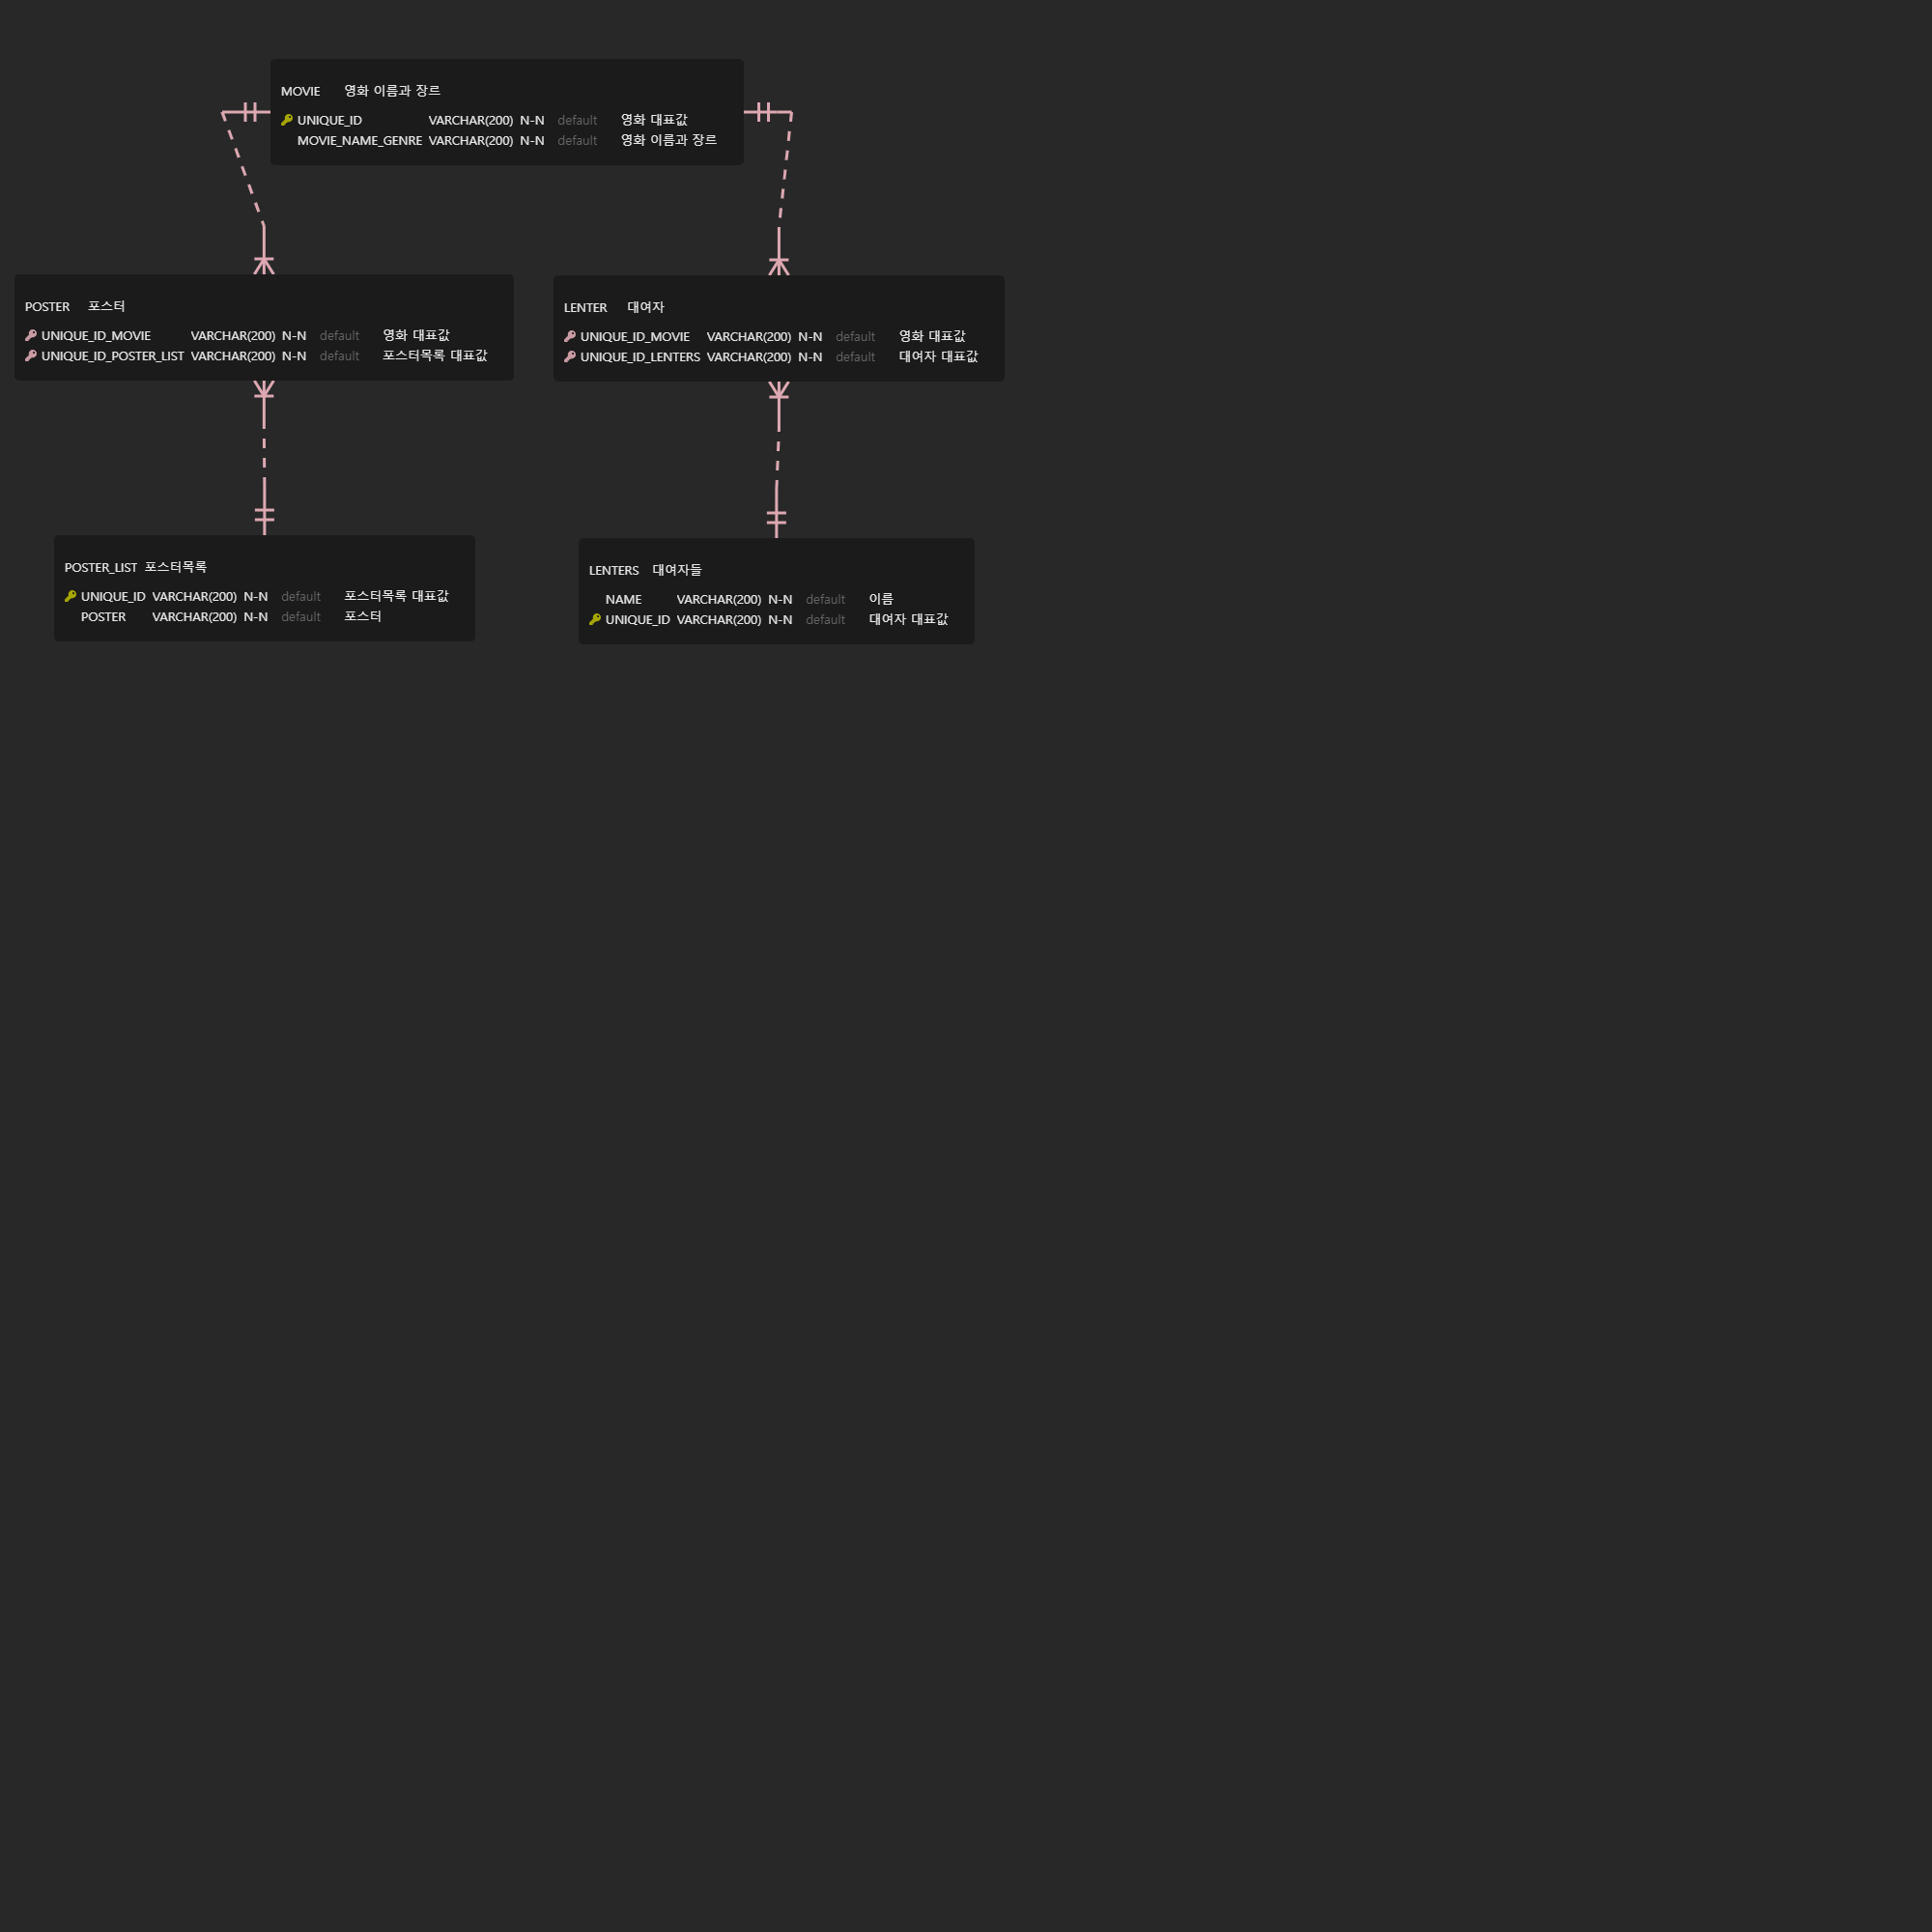 MOVIE 영화 이름과 장르
UNIQUE_ID VARCHAR(200) N-N default 영화 대표값
MOVIE_NAME_GENRE VARCHAR(200) N-N default 영화 이름과 장르
POSTER 포스터
UNIQUE_ID_MOVIE VARCHAR(200) N-N default 영화 대표값
UNIQUE_ID_POSTER_LIST VARCHAR(200) N-N default 포스터목록 대표값
LENTER 대여자
UNIQUE_ID_MOVIE VARCHAR(200) N-N default 영화 대표값
UNIQUE_ID_LENTERS VARCHAR(200) N-N default 대여자 대표값
POSTER_LIST 포스터목록
UNIQUE_ID VARCHAR(200) N-N default 포스터목록 대표값
POSTER VARCHAR(200) N-N default 포스터
LENTERS 대여자들
NAME VARCHAR(200) N-N default 이름
UNIQUE_ID VARCHAR(200) N-N default 대여자 대표값